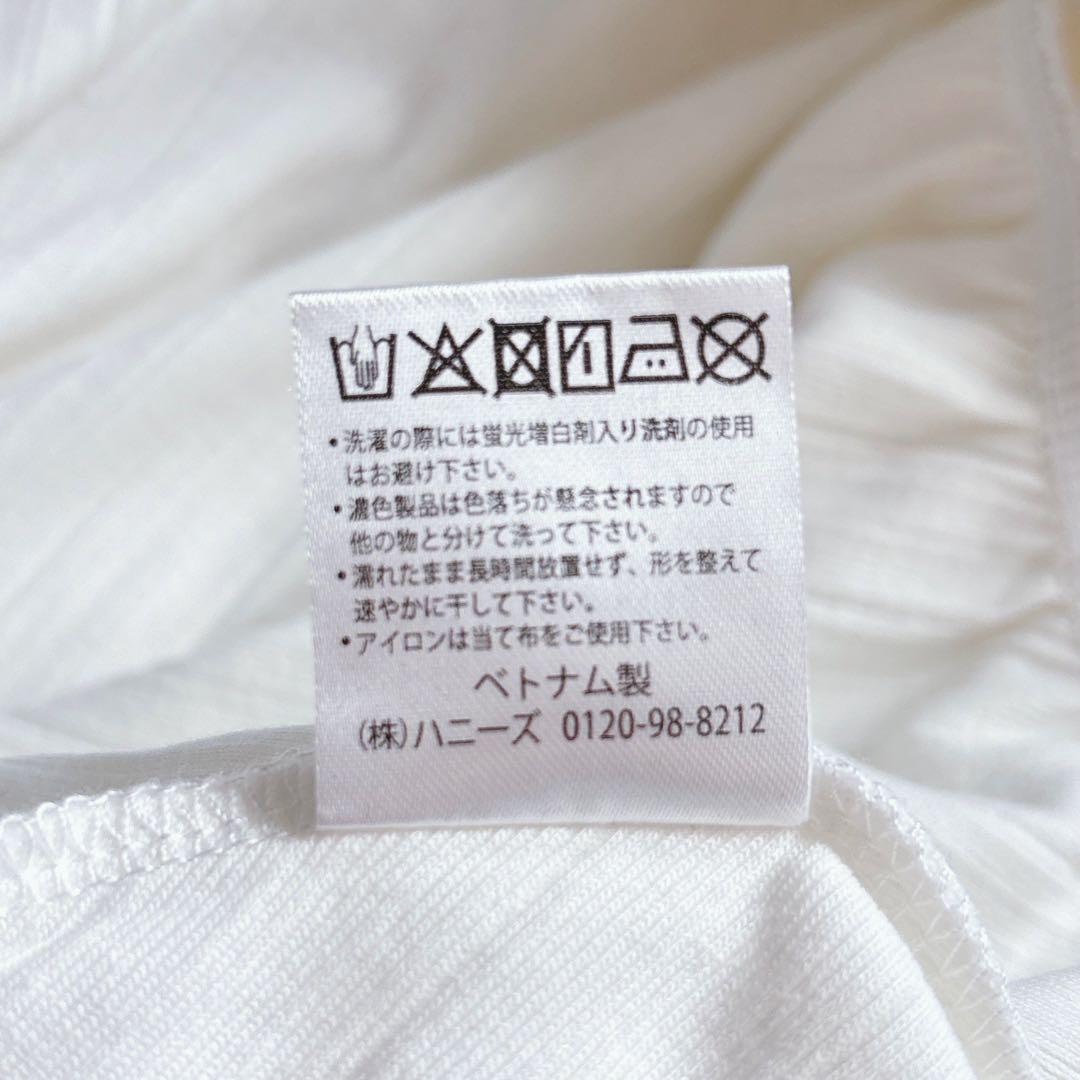 ・洗濯の際には蛍光増白剤入り洗剤の使用
はお避け下さい。
・濃色製品は色落ちが懸念されますので
他の物と分けて洗って下さい。
・濡れたまま長時間放置せず、形を整えて
速やかに干して下さい。
・アイロンは当て布をご使用下さい。
ベトナム製
(株)ハニーズ 0120-98-8212